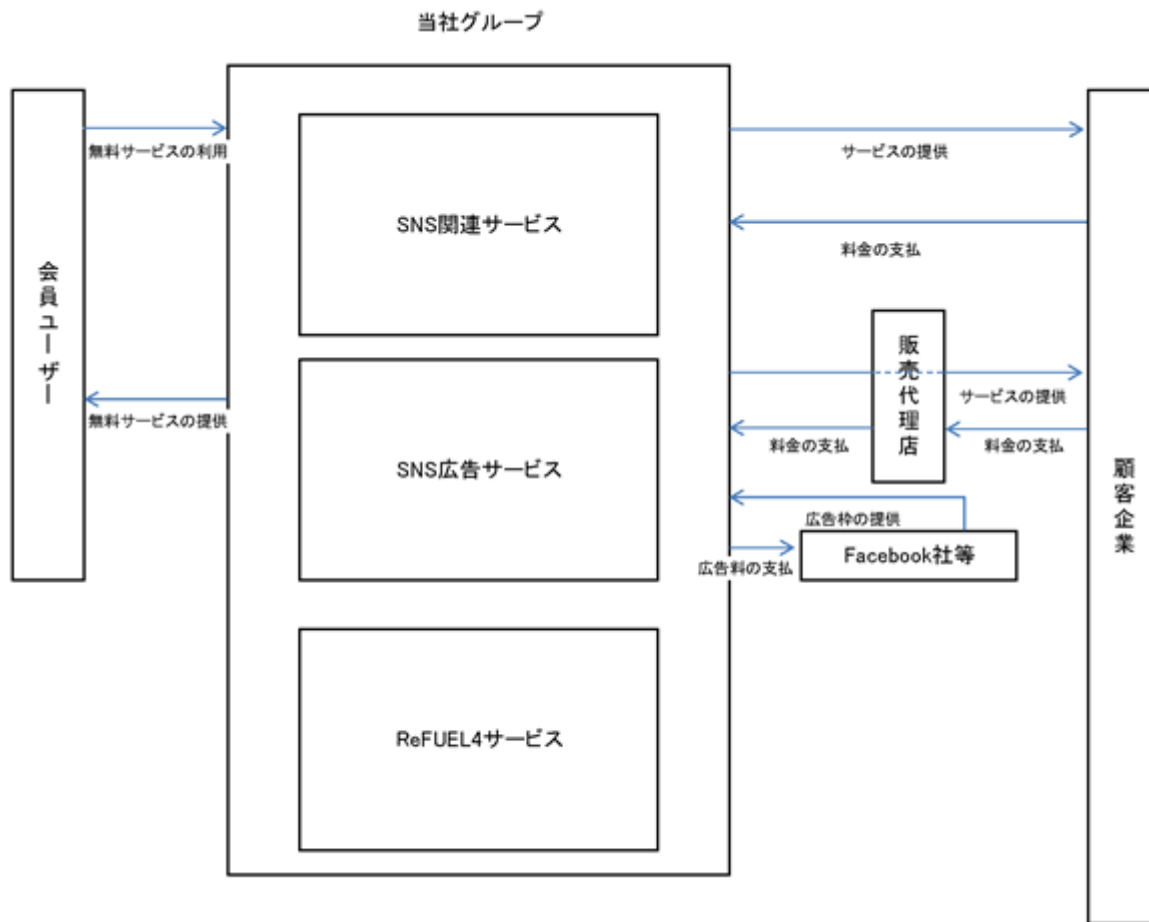 当社グループ
会員ユーザー
無料サービスの利用
無料サービスの提供
SNS関連サービス
SNS広告サービス
ReFUEL4サービス
サービスの提供
料金の支払
販売代理店
サービスの提供
料金の支払
料金の支払
広告枠の提供
広告料の支払
Facebook社等
顧客企業